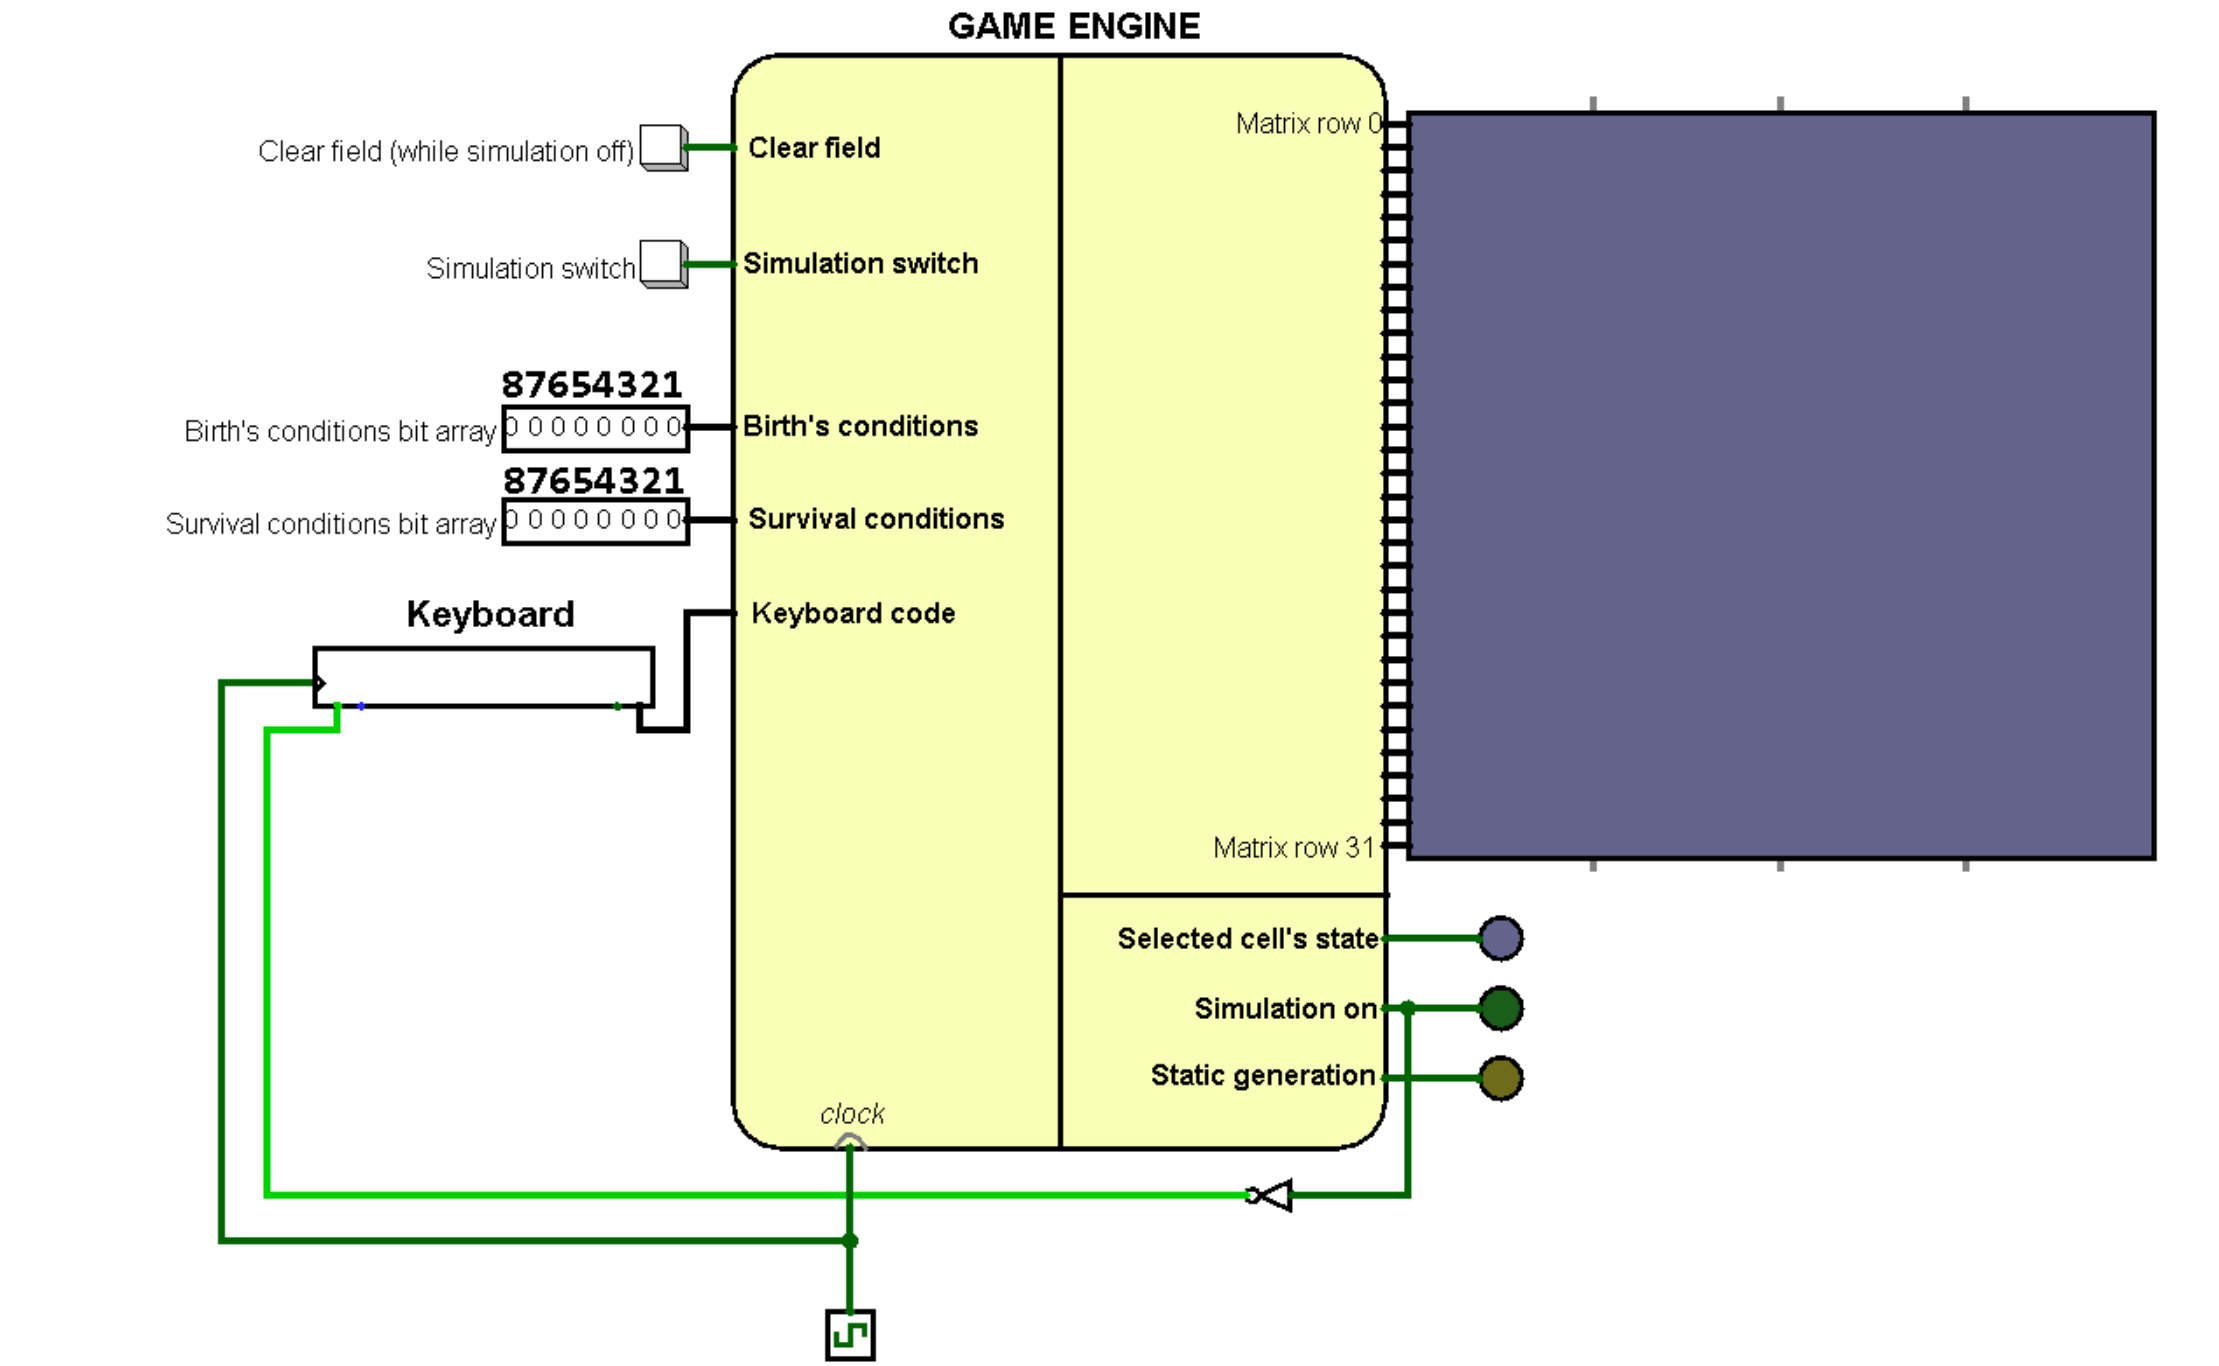 GAME ENGINE
Matrix row 0
Clear field (while simulation off)
Clear field
Simulation switch
Simulation switch
87654321
Birth's conditions bit array
0 0 0 0 0 0 0 0
Birth's conditions
87654321
Survival conditions bit array
0 0 0 0 0 0 0 0
Survival conditions
Keyboard
Keyboard code
Matrix row 31
Selected cell's state
Simulation on
Static generation
clock